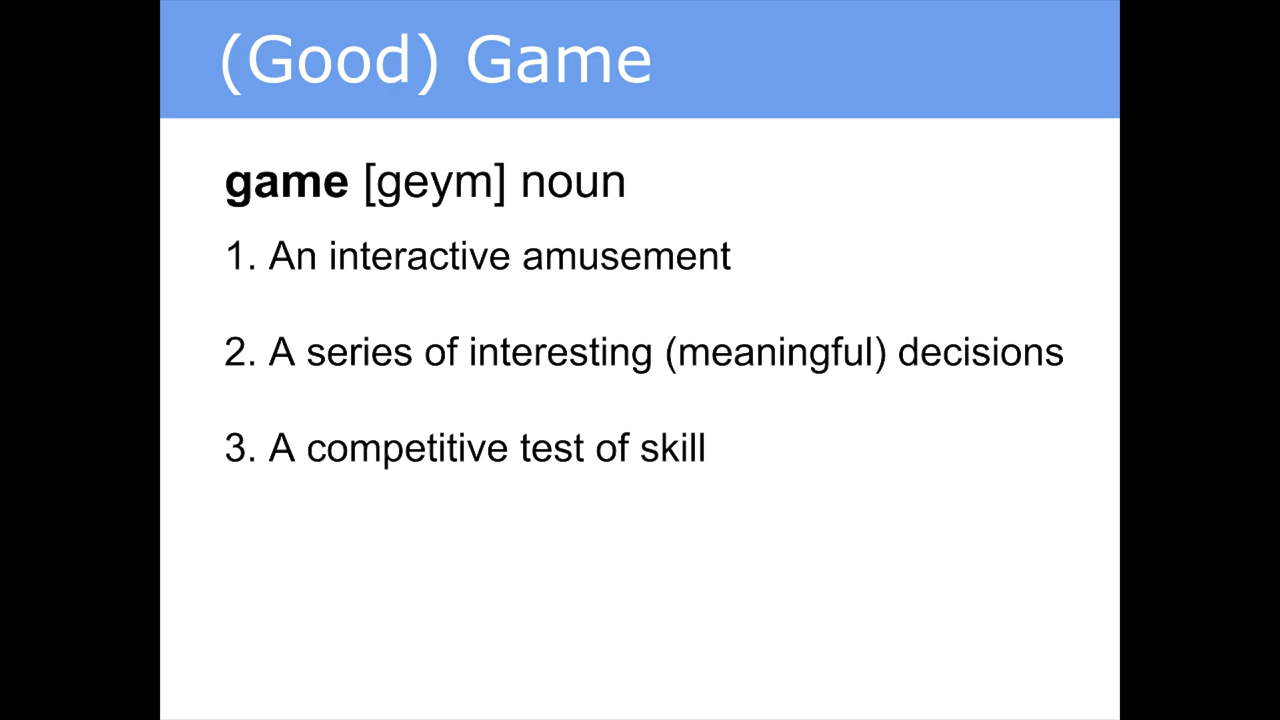 (Good) Game
game [geym] noun
1. An interactive amusement
2. A series of interesting (meaningful) decisions
3. A competitive test of skill